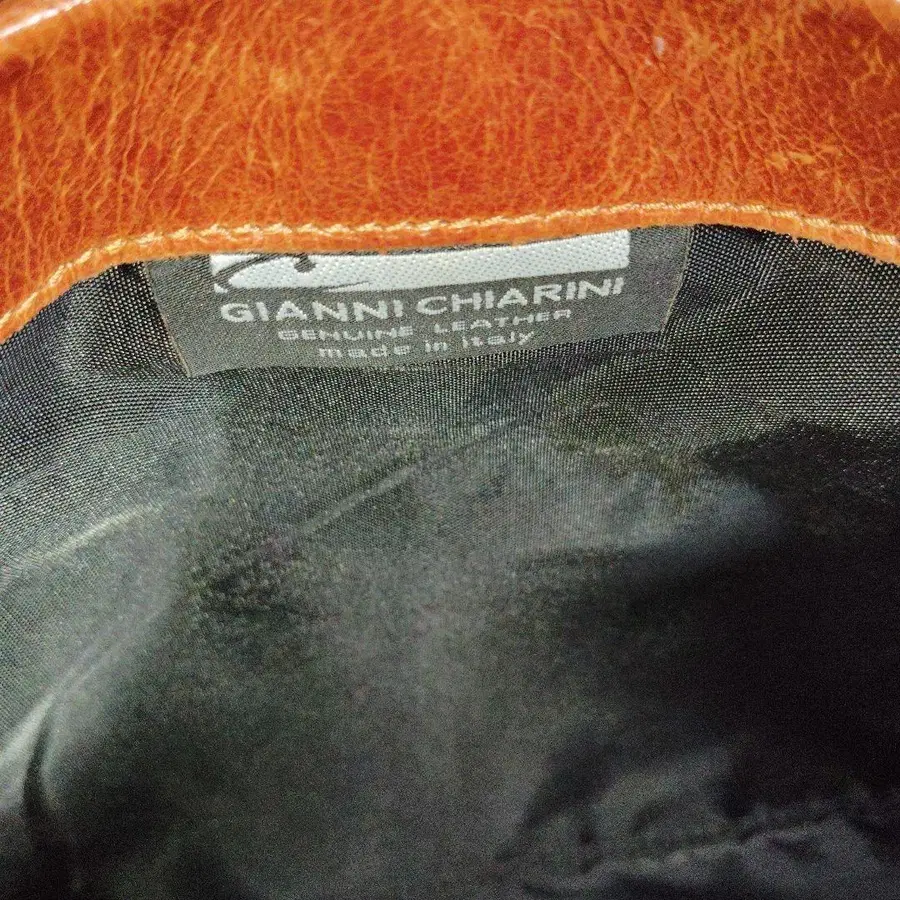 GIANNI CHIARINI
GENUINE LEATHER
made in italy